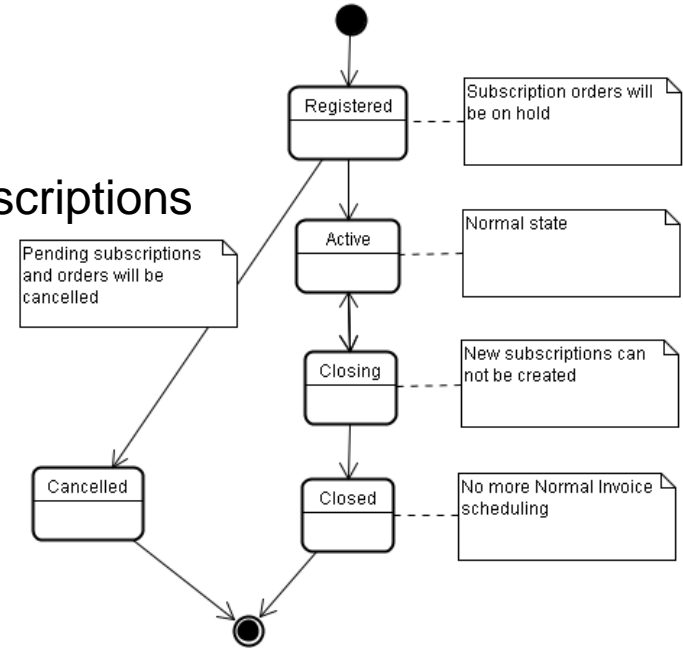 Registered
Subscription orders will
be on hold
scriptions
Active
Normal state
Pending subscriptions
and orders will be
cancelled
Closing
New subscriptions can
not be created
Cancelled
Closed
No more Normal Invoice
scheduling